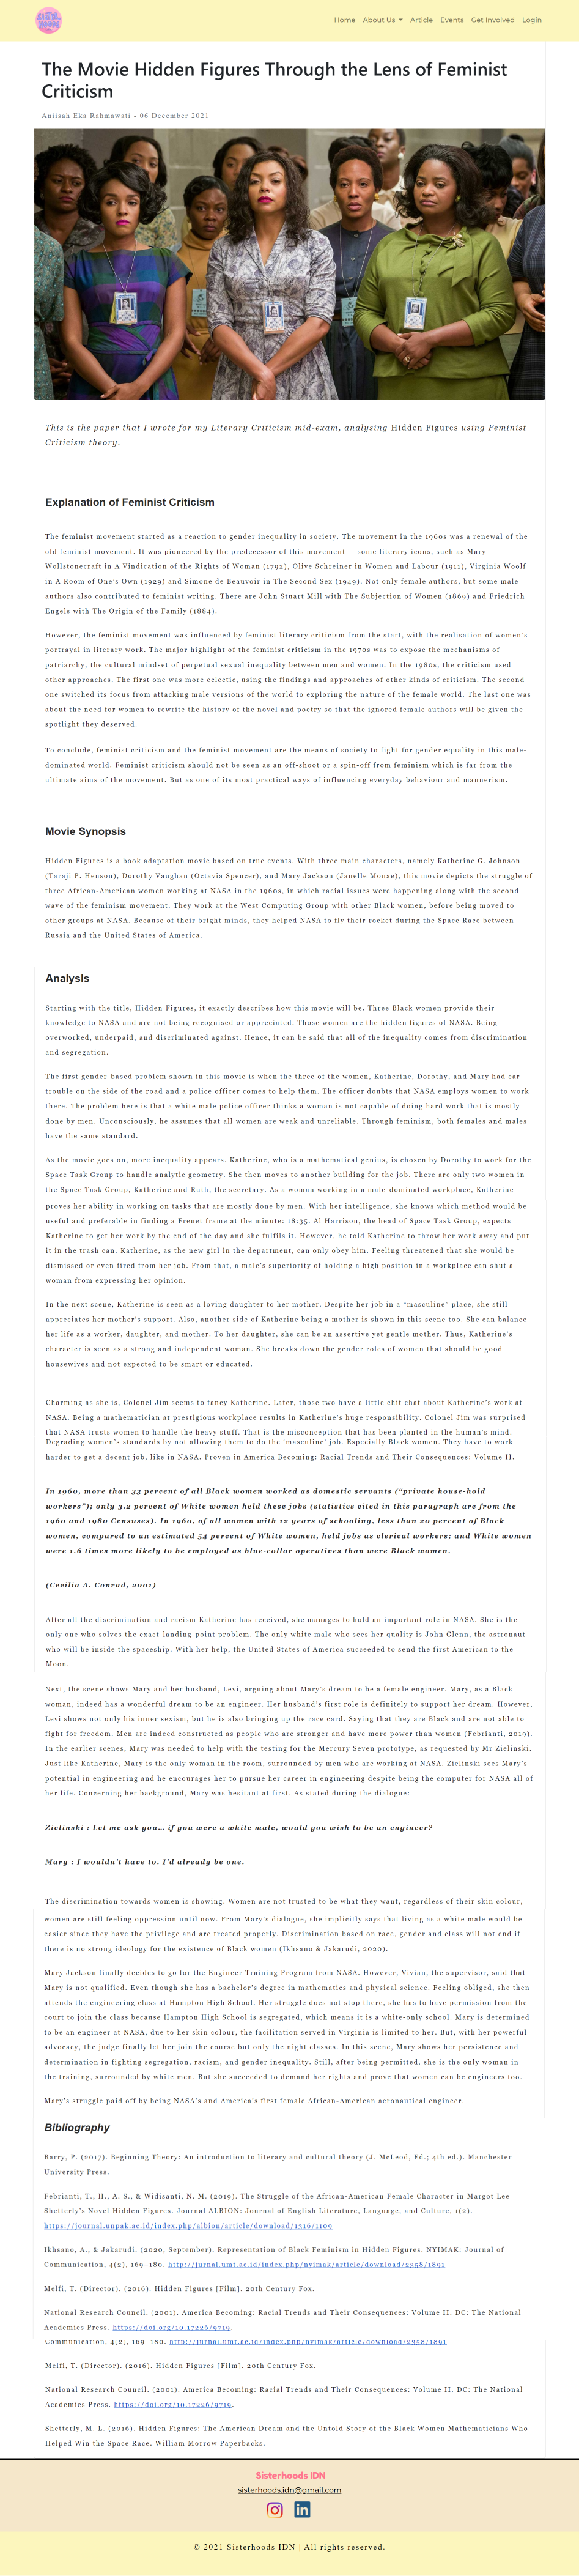 Home About Us Article Events Get Involved Login
The Movie Hidden Figures Through the Lens of Feminist
Criticism
Aniisah Eka Rahmawati - 06 December 2021
This is the paper that I wrote for my Literary Criticism mid-exam, analysing Hidden Figures using Feminist
Criticism theory.
Explanation of Feminist Criticism
The feminist movement started as a reaction to gender inequality in society. The movement in the 1960s was a renewal of the
old feminist movement. It was pioneered by the predecessor of this movement — some literary icons, such as Mary
Wollstonecraft in A Vindication of the Rights of Woman (1792), Olive Schreiner in Women and Labour (1911), Virginia Woolf
in A Room of One's Own (1929) and Simone de Beauvoir in The Second Sex (1949). Not only female authors, but some male
authors also contributed to feminist writing. There are John Stuart Mill with The Subjection of Women (1869) and Friedrich
Engels with The Origin of the Family (1884).
However, the feminist movement was influenced by feminist literary criticism from the start, with the realisation of women's
portrayal in literary work. The major highlight of the feminist criticism in the 1970s was to expose the mechanisms of
patriarchy, the cultural mindset of perpetual sexual inequality between men and women. In the 1980s, the criticism used
other approaches. The first one was more eclectic, using the findings and approaches of other kinds of criticism. The second
one switched its focus from attacking male versions of the world to exploring the nature of the female world. The last one was
about the need for women to rewrite the history of the novel and poetry so that the ignored female authors will be given the
spotlight they deserved.
To conclude, feminist criticism and the feminist movement are the means of society to fight for gender equality in this male-
dominated world. Feminist criticism should not be seen as an off-shoot or a spin-off from feminism which is far from the
ultimate aims of the movement. But as one of its most practical ways of influencing everyday behaviour and mannerism.
Movie Synopsis
Hidden Figures is a book adaptation movie based on true events. With three main characters, namely Katherine G. Johnson
(Taraji P. Henson), Dorothy Vaughan (Octavia Spencer), and Mary Jackson (Janelle Monae), this movie depicts the struggle of
three African-American women working at NASA in the 1960s, in which racial issues were happening along with the second
wave of the feminism movement. They work at the West Computing Group with other Black women, before being moved to
other groups at NASA. Because of their bright minds, they helped NASA to fly their rocket during the Space Race between
Russia and the United States of America.
Analysis
Starting with the title, Hidden Figures, it exactly describes how this movie will be. Three Black women provide their
knowledge to NASA and are not being recognised or appreciated. Those women are the hidden figures of NASA. Being
overworked, underpaid, and discriminated against. Hence, it can be said that all of the inequality comes from discrimination
and segregation.
The first gender-based problem shown in this movie is when the three of the women, Katherine, Dorothy, and Mary had car
trouble on the side of the road and a police officer comes to help them. The officer doubts that NASA employs women to work
there. The problem here is that a white male police officer thinks a woman is not capable of doing hard work that is mostly
done by men. Unconsciously, he assumes that all women are weak and unreliable. Through feminism, both females and males
have the same standard.
As the movie goes on, more inequality appears. Katherine, who is a mathematical genius, is chosen by Dorothy to work for the
Space Task Group to handle analytic geometry. She then moves to another building for the job. There are only two women in
the Space Task Group, Katherine and Ruth, the secretary. As a woman working in a male-dominated workplace, Katherine
proves her ability in working on tasks that are mostly done by men. With her intelligence, she knows which method would be
useful and preferable in finding a Frenet frame at the minute: 18:35. Al Harrison, the head of Space Task Group, expects
Katherine to get her work by the end of the day and she fulfils it. However, he told Katherine to throw her work away and put
it in the trash can. Katherine, as the new girl in the department, can only obey him. Feeling threatened that she would be
dismissed or even fired from her job. From that, a male's superiority of holding a high position in a workplace can shut a
woman from expressing her opinion.
In the next scene, Katherine is seen as a loving daughter to her mother. Despite her job in a "masculine" place, she still
appreciates her mother's support. Also, another side of Katherine being a mother is shown in this scene too. She can balance
her life as a worker, daughter, and mother. To her daughter, she can be an assertive yet gentle mother. Thus, Katherine's
character is seen as a strong and independent woman. She breaks down the gender roles of women that should be good
housewives and not expected to be smart or educated.
Charming as she is, Colonel Jim seems to fancy Katherine. Later, those two have a little chit chat about Katherine's work at
NASA. Being a mathematician at prestigious workplace results in Katherine's huge responsibility. Colonel Jim was surprised
that NASA trusts women to handle the heavy stuff. That is the misconception that has been planted in the human's mind.
Degrading women's standards by not allowing them to do the 'masculine' job. Especially Black women. They have to work
harder to get a decent job, like in NASA. Proven in America Becoming: Racial Trends and Their Consequences: Volume II.
In 1960, more than 33 percent of all Black women worked as domestic servants ("private house-hold
workers"); only 3.2 percent of White women held these jobs (statistics cited in this paragraph are from the
1960 and 1980 Censuses). In 1960, of all women with 12 years of schooling, less than 20 percent of Black
women, compared to an estimated 54 percent of White women, held jobs as clerical workers; and White women
were 1.6 times more likely to be employed as blue-collar operatives than were Black women.
(Cecilia A. Conrad, 2001)
After all the discrimination and racism Katherine has received, she manages to hold an important role in NASA. She is the
only one who solves the exact-landing-point problem. The only white male who sees her quality is John Glenn, the astronaut
who will be inside the spaceship. With her help, the United States of America succeeded to send the first American to the
Moon.
Next, the scene shows Mary and her husband, Levi, arguing about Mary's dream to be a female engineer. Mary, as a Black
woman, indeed has a wonderful dream to be an engineer. Her husband's first role is definitely to support her dream. However,
Levi shows not only his inner sexism, but he is also bringing up the race card. Saying that they are Black and are not able to
fight for freedom. Men are indeed constructed as people who are stronger and have more power than women (Febrianti, 2019).
In the earlier scenes, Mary was needed to help with the testing for the Mercury Seven prototype, as requested by Mr Zielinski.
Just like Katherine, Mary is the only woman in the room, surrounded by men who are working at NASA. Zielinski sees Mary's
potential in engineering and he encourages her to pursue her career in engineering despite being the computer for NASA all of
her life. Concerning her background, Mary was hesitant at first. As stated during the dialogue:
Zielinski : Let me ask you... if you were a white male, would you wish to be an engineer?
Mary : I wouldn't have to. I'd already be one.
The discrimination towards women is showing. Women are not trusted to be what they want, regardless of their skin colour,
women are still feeling oppression until now. From Mary's dialogue, she implicitly says that living as a white male would be
easier since they have the privilege and are treated properly. Discrimination based on race, gender and class will not end if
there is no strong ideology for the existence of Black women (Ikhsano & Jakarudi, 2020).
Mary Jackson finally decides to go for the Engineer Training Program from NASA. However, Vivian, the supervisor, said that
Mary is not qualified. Even though she has a bachelor's degree in mathematics and physical science. Feeling obliged, she then
attends the engineering class at Hampton High School. Her struggle does not stop there, she has to have permission from the
court to join the class because Hampton High School is segregated, which means it is a white-only school. Mary is determined
to be an engineer at NASA, due to her skin colour, the facilitation served in Virginia is limited to her. But, with her powerful
advocacy, the judge finally let her join the course but only the night classes. In this scene, Mary shows her persistence and
determination in fighting segregation, racism, and gender inequality. Still, after being permitted, she is the only woman in
the training, surrounded by white men. But she succeeded to demand her rights and prove that women can be engineers too.
Mary's struggle paid off by being NASA's and America's first female African-American aeronautical engineer.
Bibliography
Barry, P. (2017). Beginning Theory: An introduction to literary and cultural theory (J. McLeod, Ed.; 4th ed.). Manchester
University Press.
Febrianti, T., H., A. S., & Widisanti, N. M. (2019). The Struggle of the African-American Female Character in Margot Lee
Shetterly's Novel Hidden Figures. Journal ALBION: Journal of English Literature, Language, and Culture, 1(2).
https://journal.unpak.ac.id/index.php/albion/article/download/1316/1109
Ikhsano, A., & Jakarudi. (2020, September). Representation of Black Feminism in Hidden Figures. NYIMAK: Journal of
Communication, 4(2), 169–180. http://jurnal.umt.ac.id/index.php/nyimak/article/download/2358/1891
Melfi, T. (Director). (2016). Hidden Figures [Film]. 20th Century Fox.
National Research Council. (2001). America Becoming: Racial Trends and Their Consequences: Volume II. DC: The National
Academies Press. https://doi.org/10.17226/9719.
Communication, 4(2), 169–180. http://jurnal.umt.ac.id/index.php/nyimak/article/download/2358/1891
Melfi, T. (Director). (2016). Hidden Figures [Film]. 20th Century Fox.
National Research Council. (2001). America Becoming: Racial Trends and Their Consequences: Volume II. DC: The National
Academies Press. https://doi.org/10.17226/9719.
Shetterly, M. L. (2016). Hidden Figures: The American Dream and the Untold Story of the Black Women Mathematicians Who
Helped Win the Space Race. William Morrow Paperbacks.
Sisterhoods IDN
sisterhoods.idn@gmail.com
© 2021 Sisterhoods IDN | All rights reserved.